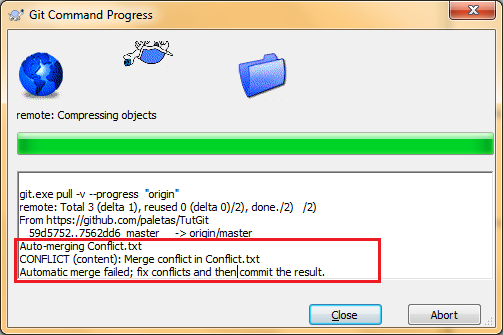 Git Command Progress
remote: Compressing objects
git.exe pull -v --progress "origin"
remote: Total 3 (delta 1), reused 0 (delta 0)/2), done./2)   /2)
From https://github.com/paletas/TutGit
59d5752..7562dd6  master     -> origin/master
Auto-merging Conflict.txt
CONFLICT (content): Merge conflict in Conflict.txt
Automatic merge failed; fix conflicts and then commit the result.
Close
Abort